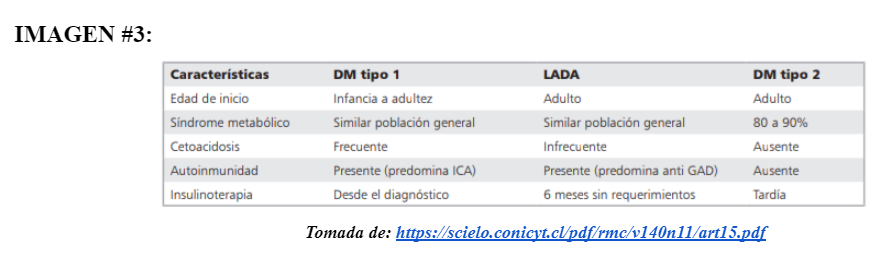 IMAGEN #3:
Características DM tipo 1 LADA DM tipo 2
Edad de inicio Infancia a adultez Adulto Adulto
Síndrome metabólico Similar población general Similar población general 80 a 90%
Cetoacidosis Frecuente Infrecuente Ausente
Autoinmunidad Presente (predomina ICA) Presente (predomina anti GAD) Ausente
Insulinoterapia Desde el diagnóstico 6 meses sin requerimientos Tardía
Tomada de: https://scielo.conicyt.cl/pdf/rmc/v140n11/art15.pdf